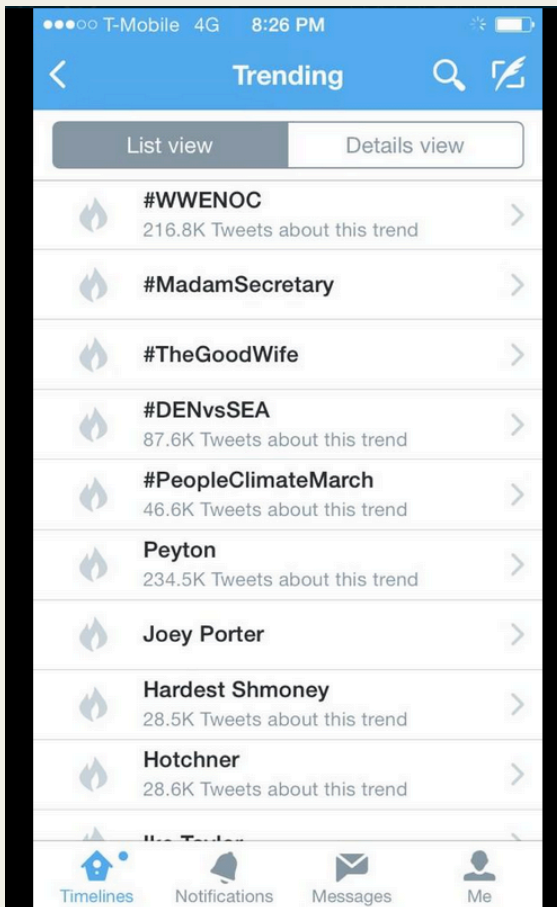 T-Mobile 4G 8:26 PM
Trending
List view Details view
#WWENOC
216.8K Tweets about this trend
#MadamSecretary
#TheGoodWife
#DENvsSEA
87.6K Tweets about this trend
#PeopleClimateMarch
46.6K Tweets about this trend
Peyton
234.5K Tweets about this trend
Joey Porter
Hardest Shmoney
28.5K Tweets about this trend
Hotchner
28.6K Tweets about this trend
Ike Taylor
Timelines Notifications Messages Me